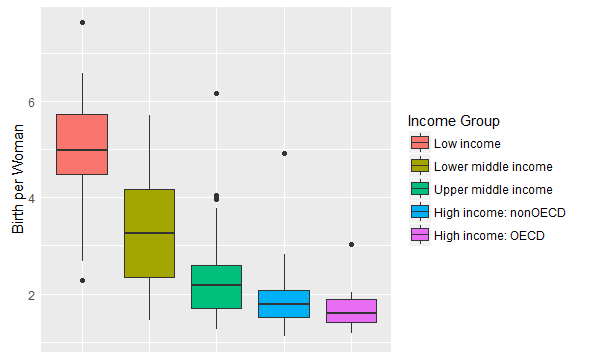 Birth per Woman
6
4
2
Income Group
Low income
Lower middle income
Upper middle income
High income: nonOECD
High income: OECD